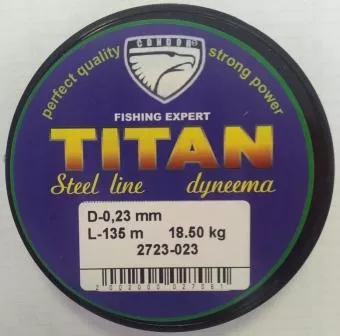 CONDOR
perfect quality
strong power
FISHING EXPERT
TITAN
Steel line dyneema
D-0,23 mm
L-135 m 18.50 kg
2723-023